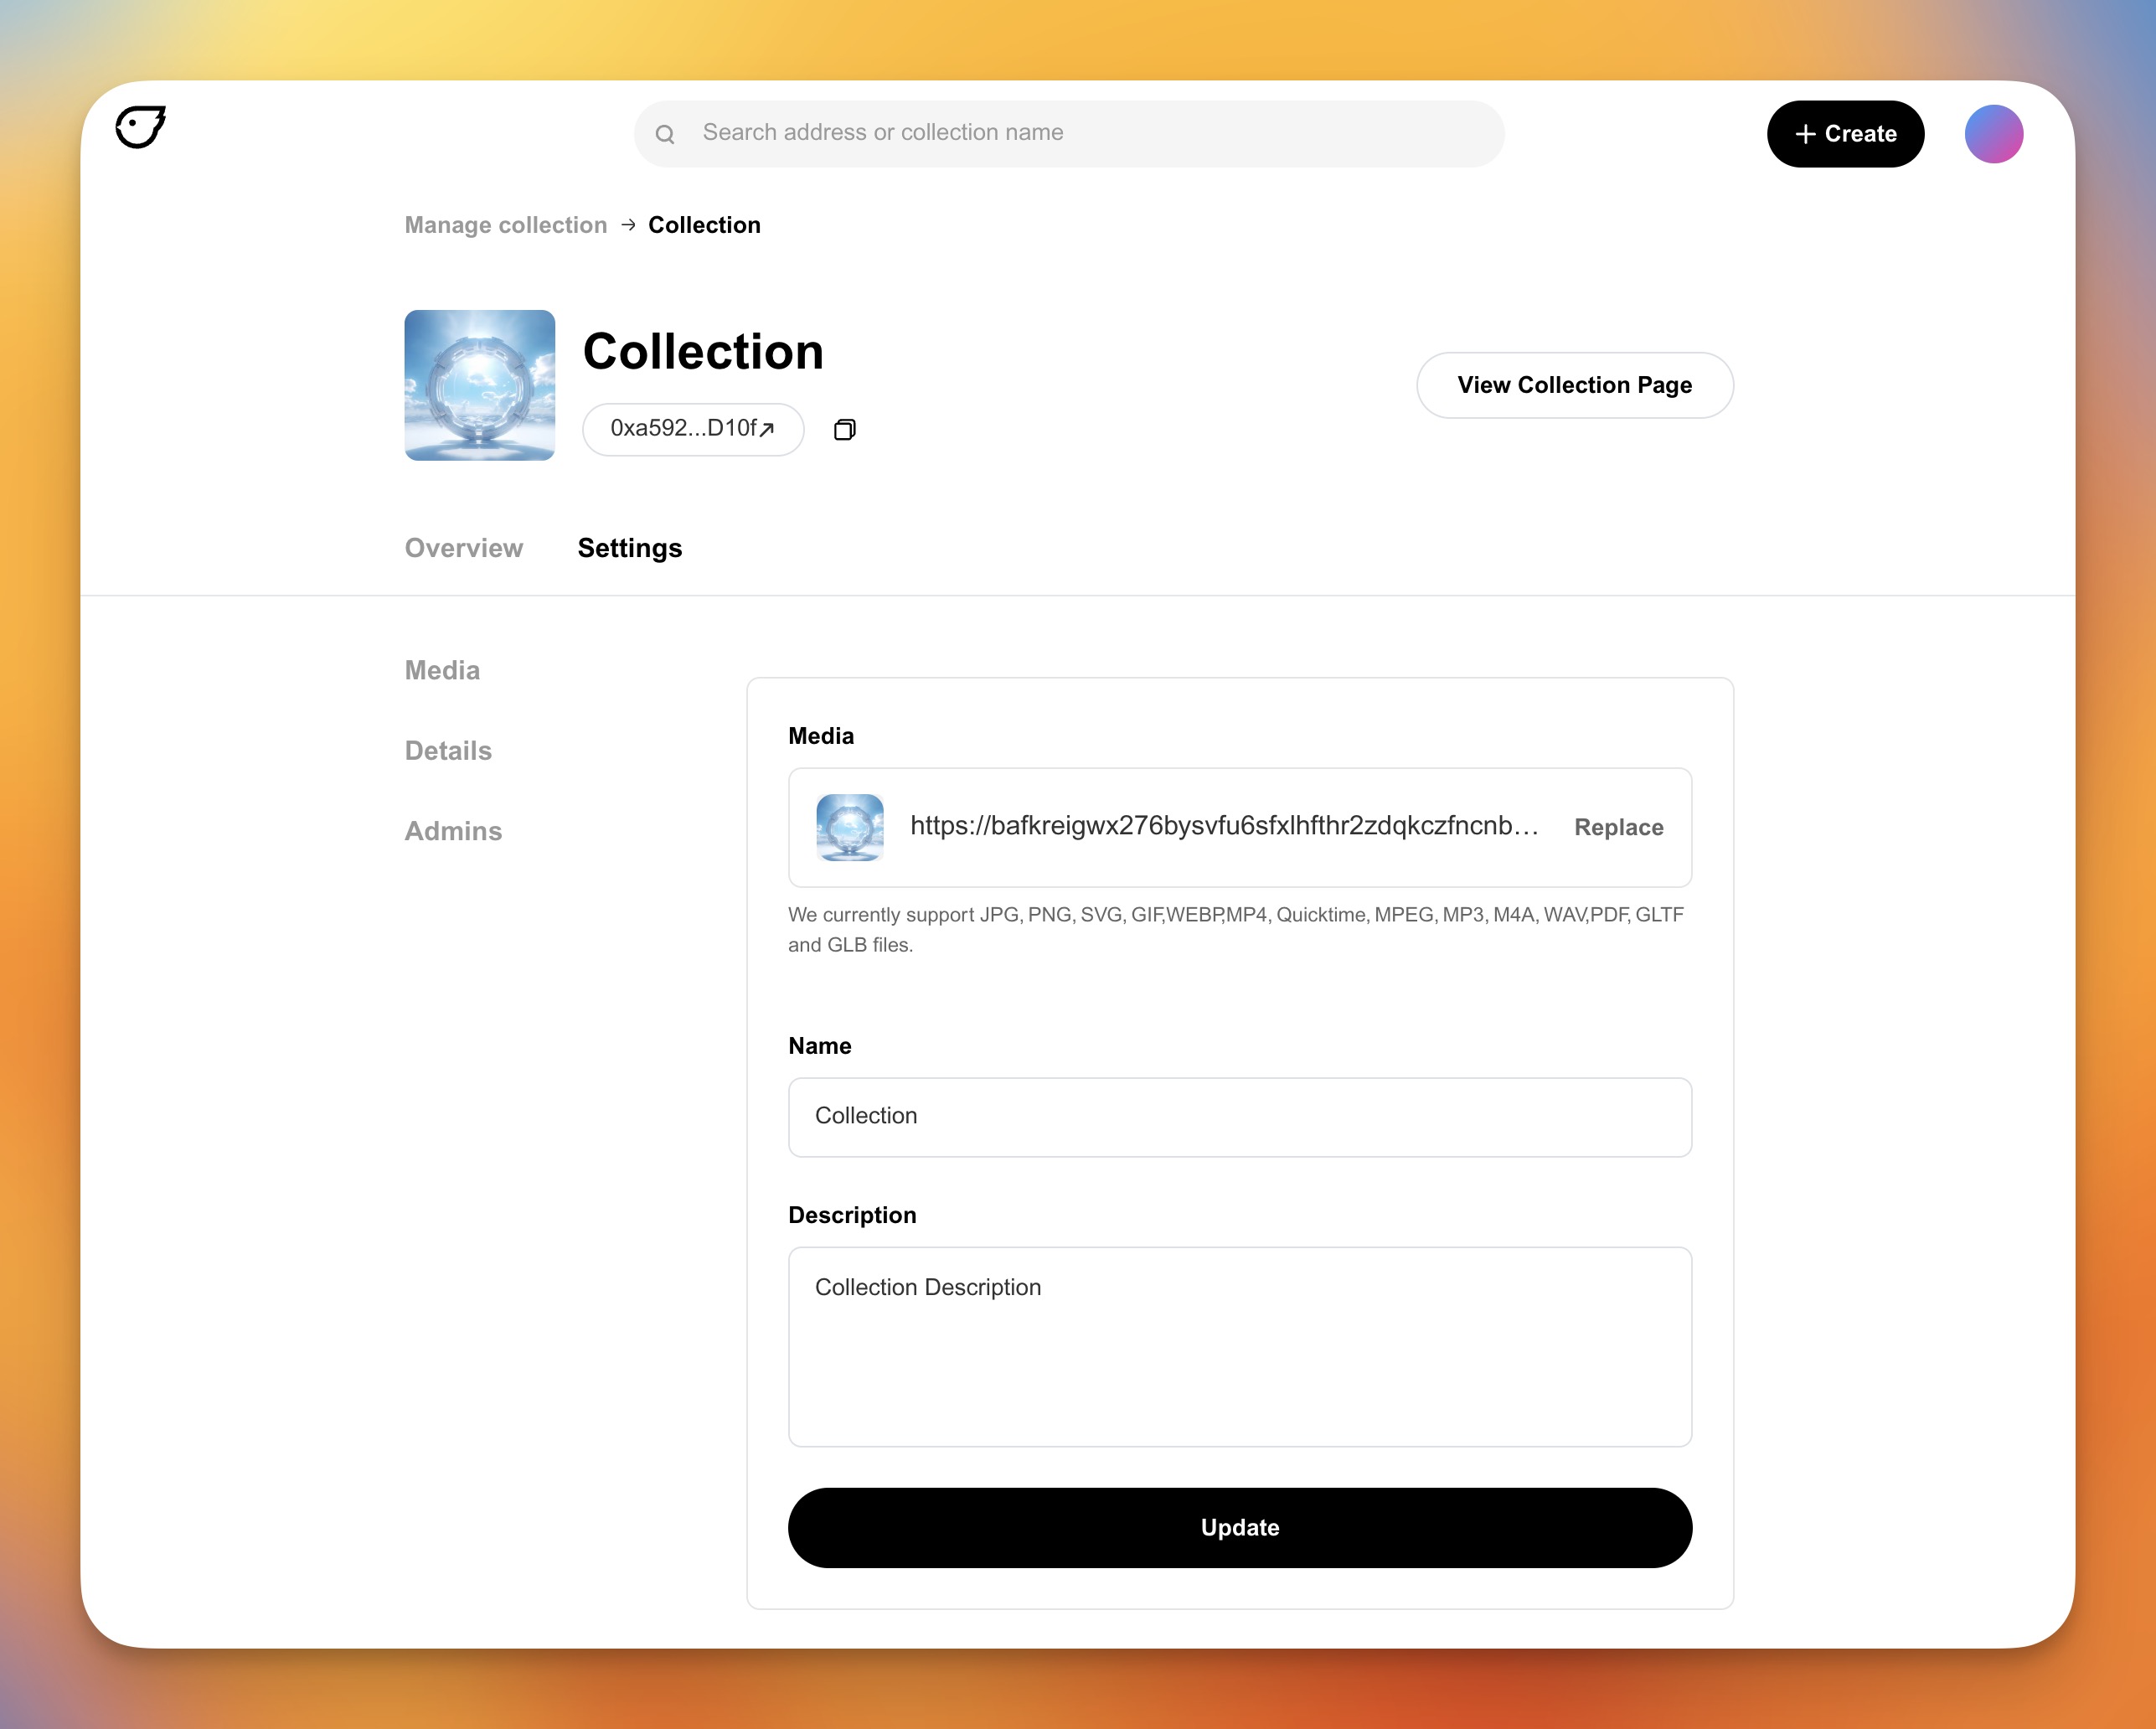 Search address or collection name
Create
Manage collection → Collection
Collection
0xa592...D10f↗
View Collection Page
Overview
Settings
Media
Details
Admins
Media
https://bafkreigwx276bysvfu6sfxlhfthr2zdqkczfncnb...
Replace
We currently support JPG, PNG, SVG, GIF,WEBP,MP4, Quicktime, MPEG, MP3, M4A, WAV,PDF, GLTF
and GLB files.
Name
Collection
Description
Collection Description
Update